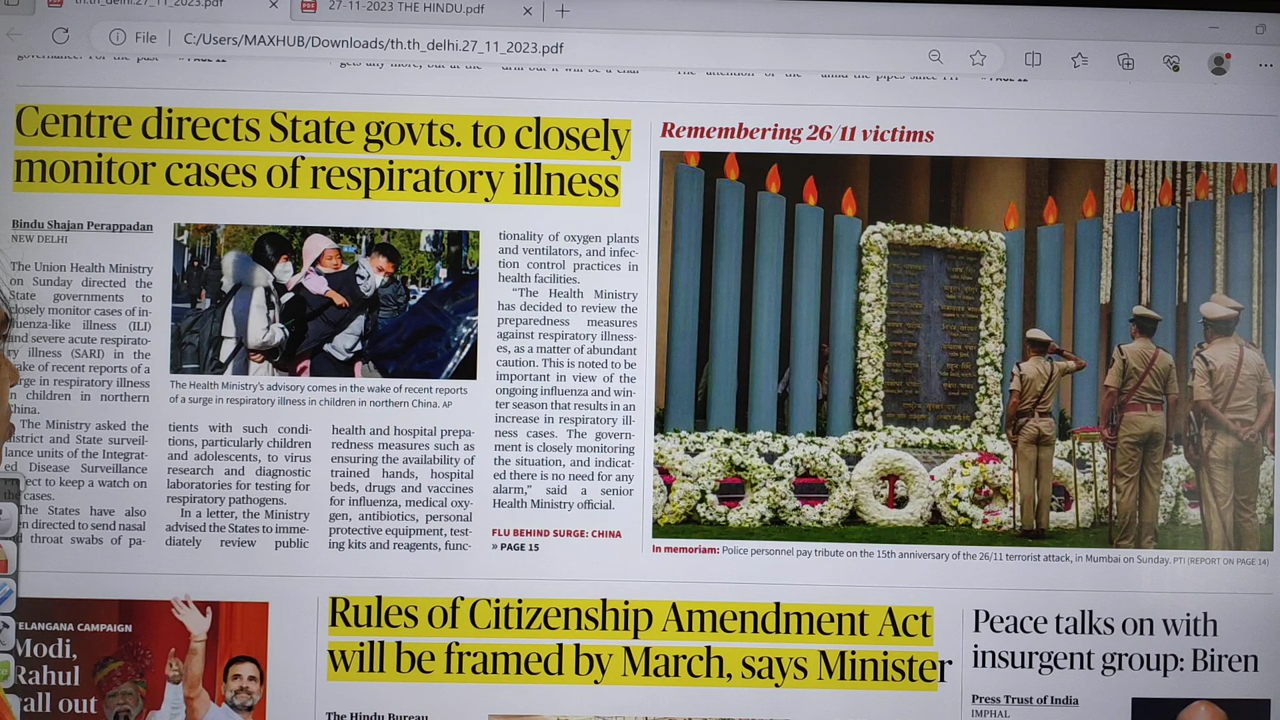 th.th_delhi.27_11_2023.pdf
27-11-2023 THE HINDU.pdf
File
C:/Users/MAXHUB/Downloads/th.th_delhi.27_11_2023.pdf
Centre directs State govts. to closely
monitor cases of respiratory illness
Bindu Shajan Perappadan
NEW DELHI
The Union Health Ministry
on Sunday directed the
State governments to
closely monitor cases of in-
fluenza-like illness (ILI)
and severe acute respirato-
ry illness (SARI) in the
wake of recent reports of a
surge in respiratory illness
in children in northern
China.
The Ministry asked the
district and State surveil-
lance units of the Integrat-
ed Disease Surveillance
Project to keep a watch on
the cases.
The States have also
been directed to send nasal
and throat swabs of pa-
The Health Ministry's advisory comes in the wake of recent reports
of a surge in respiratory illness in children in northern China. AP
tients with such condi-
tions, particularly children
and adolescents, to virus
research and diagnostic
laboratories for testing for
respiratory pathogens.
In a letter, the Ministry
advised the States to imme-
diately review public
health and hospital prepa-
redness measures such as
ensuring the availability of
trained hands, hospital
beds, drugs and vaccines
for influenza, medical oxy-
gen, antibiotics, personal
protective equipment, test-
ing kits and reagents, func-
tionality of oxygen plants
and ventilators, and infec-
tion control practices in
health facilities.
"The Health Ministry
has decided to review the
preparedness measures
against respiratory illness-
es, as a matter of abundant
caution. This is noted to be
important in view of the
ongoing influenza and win-
ter season that results in an
increase in respiratory ill-
ness cases. The govern-
ment is closely monitoring
the situation, and indicat-
ed there is no need for any
alarm," said a senior
Health Ministry official.
FLU BEHIND SURGE: CHINA
» PAGE 15
Remembering 26/11 victims
In memoriam: Police personnel pay tribute on the 15th anniversary of the 26/11 terrorist attack, in Mumbai on Sunday. PTI (REPORT ON PAGE 14)
TELANGANA CAMPAIGN
Modi,
Rahul
call out
Rules of Citizenship Amendment Act
will be framed by March, says Minister
The Hindu Bureau
Peace talks on with
insurgent group: Biren
Press Trust of India
IMPHAL